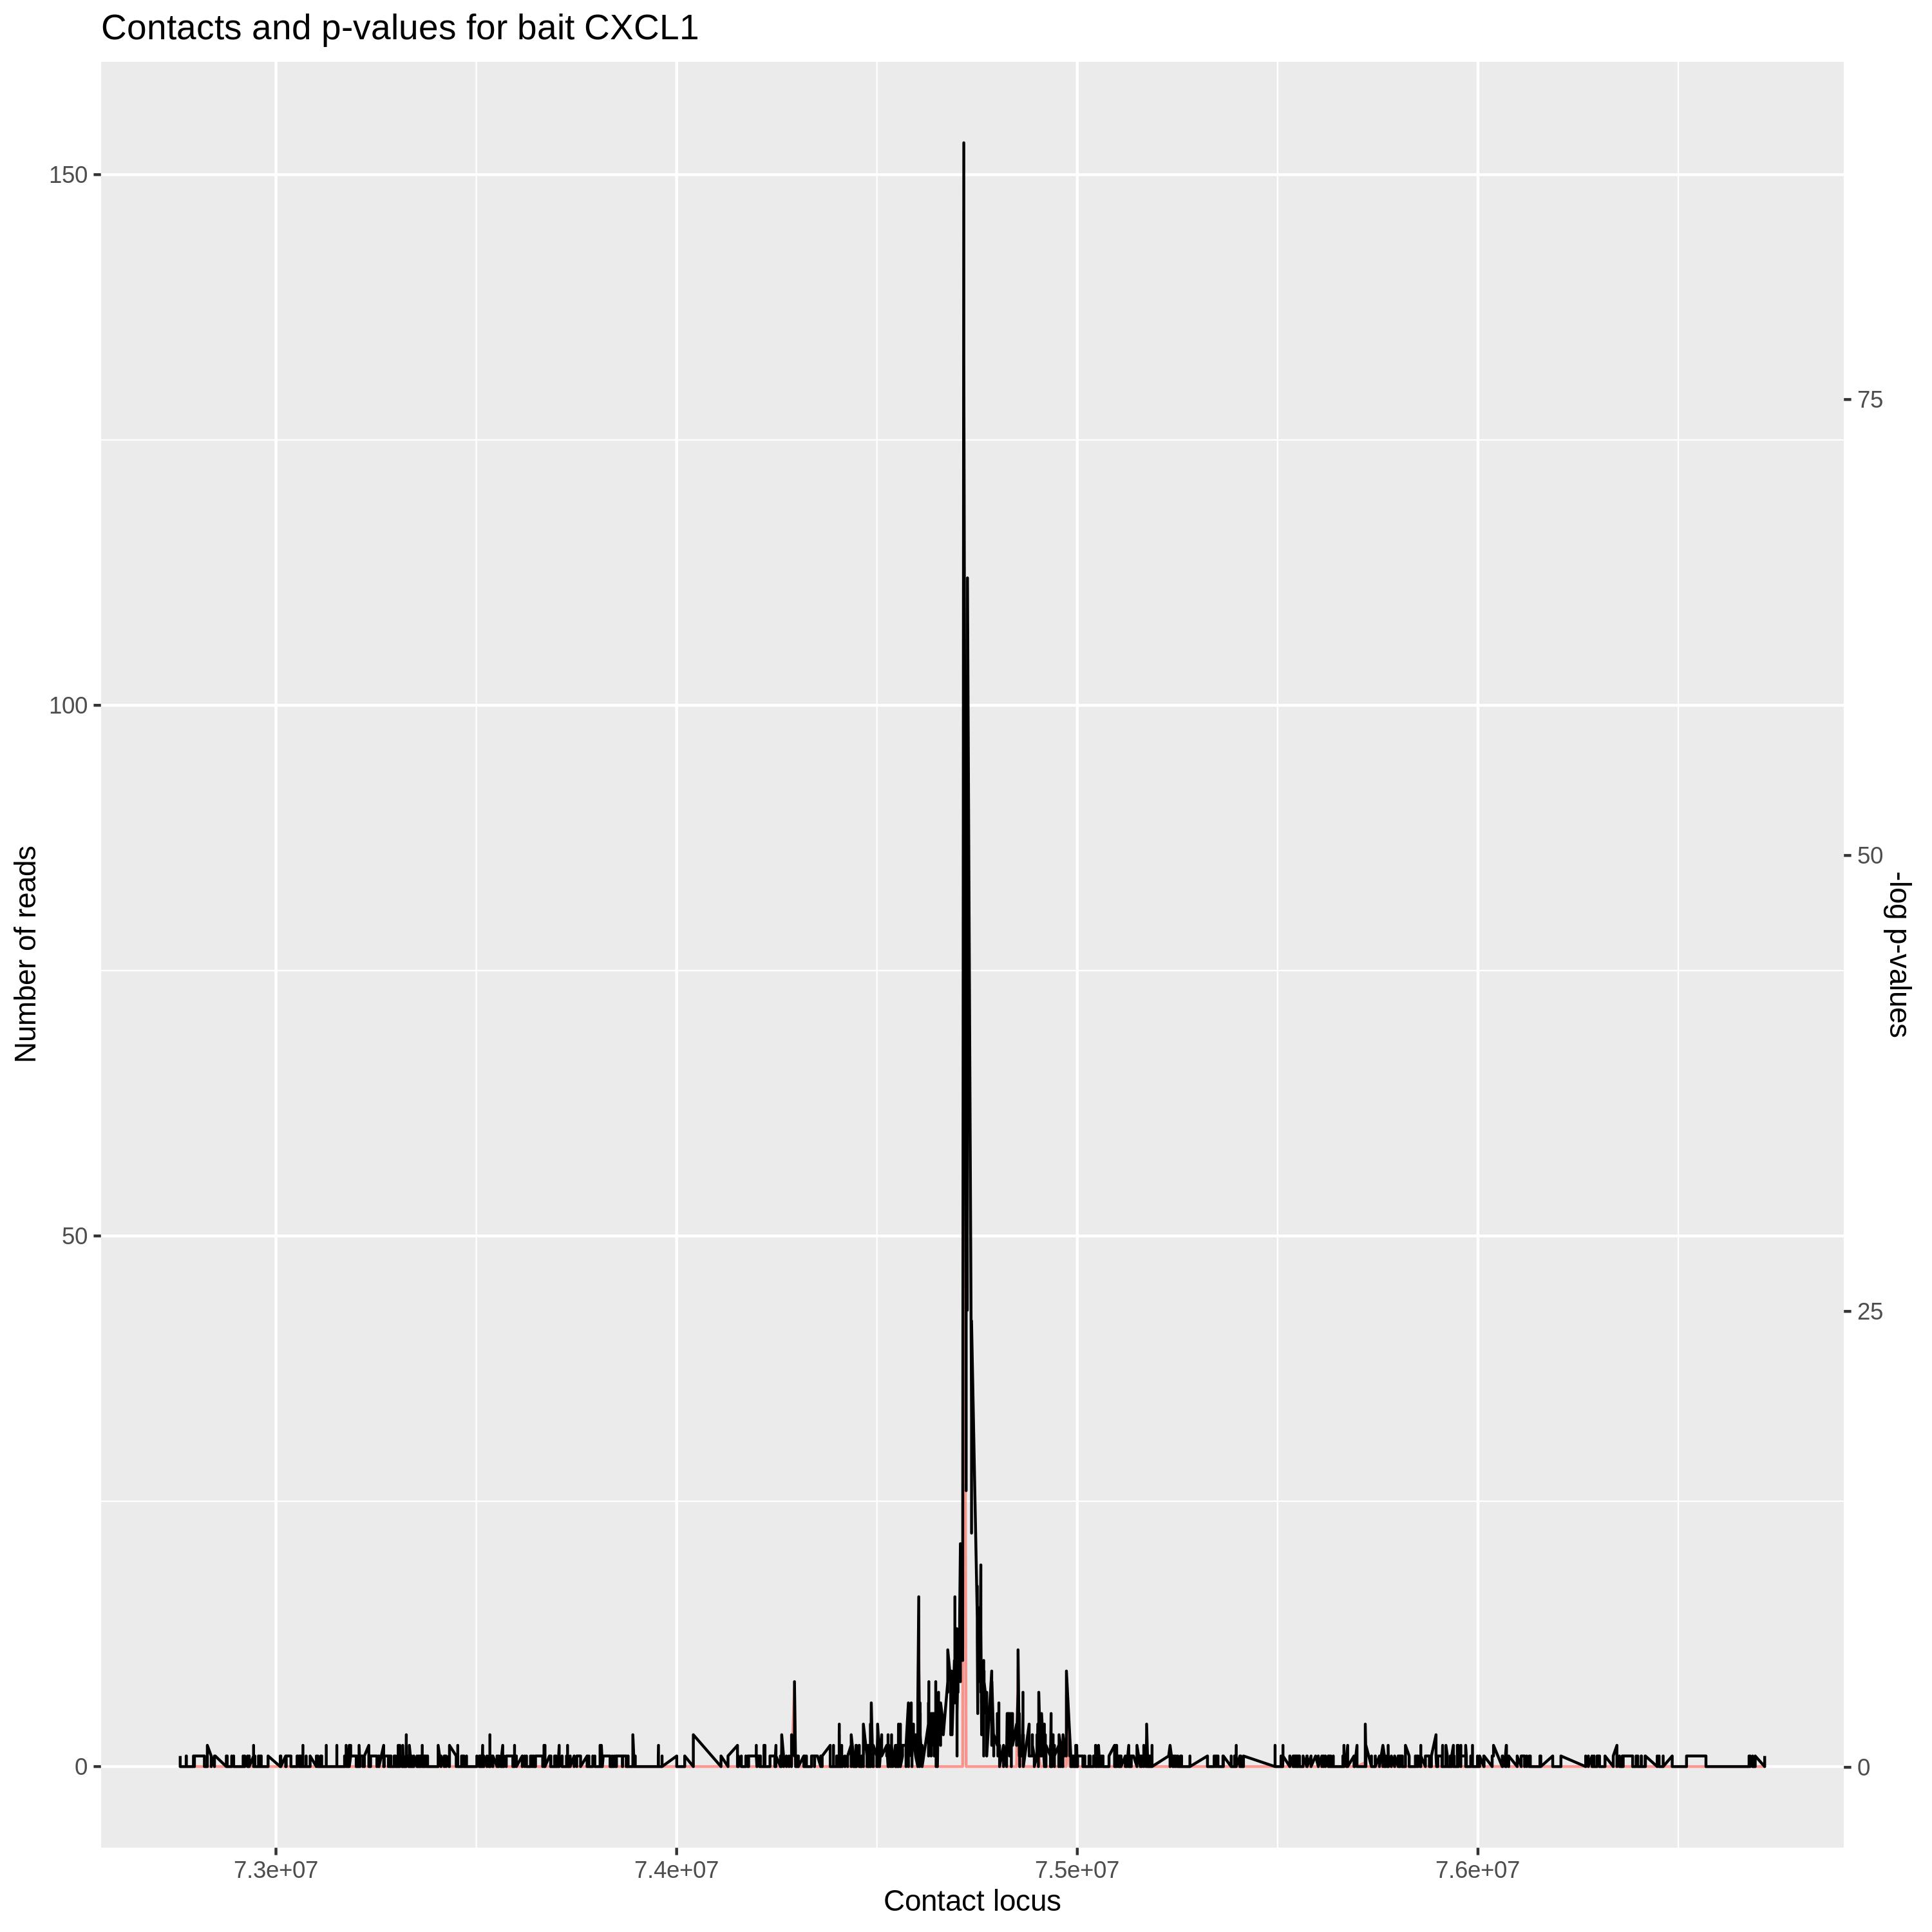 Contacts and p-values for bait CXCL1
150
100
50
0
Number of reads
75
50
25
0
-log p-values
7.3e+07
7.4e+07
7.5e+07
7.6e+07
Contact locus